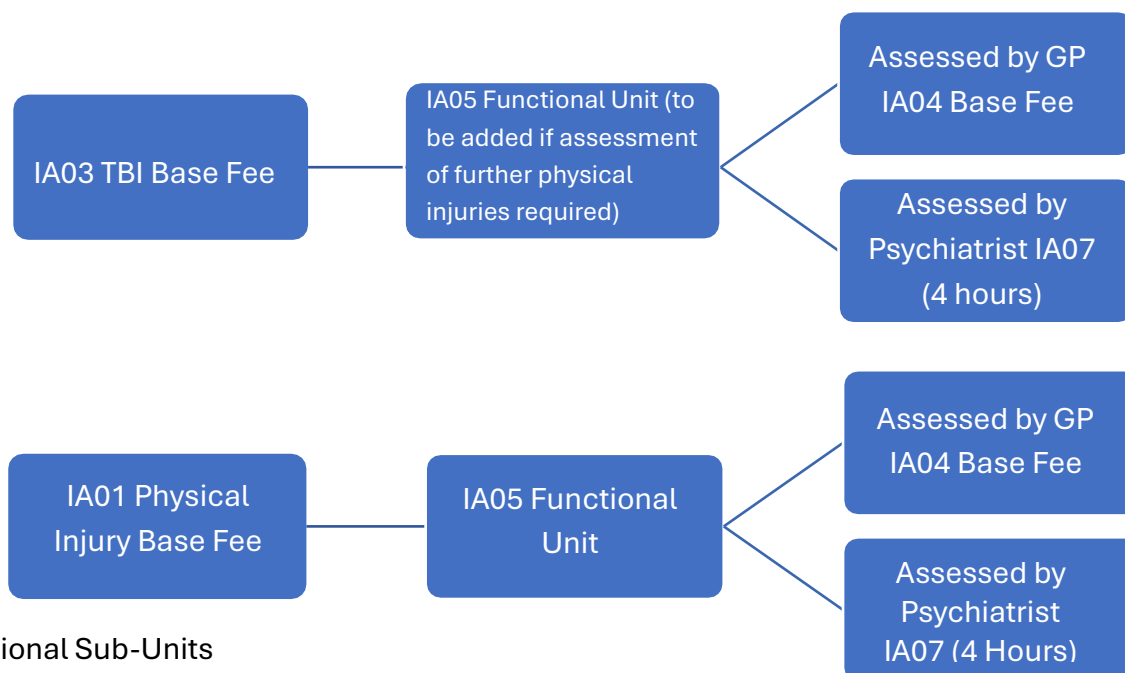 IA03 TBI Base Fee
IA05 Functional Unit (to
be added if assessment
of further physical
injuries required)
Assessed by GP
IA04 Base Fee
Assessed by
Psychiatrist IA07
(4 hours)
IA01 Physical
Injury Base Fee
IA05 Functional
Unit
Assessed by GP
IA04 Base Fee
Assessed by
Psychiatrist
IA07 (4 Hours)
ional Sub-Units